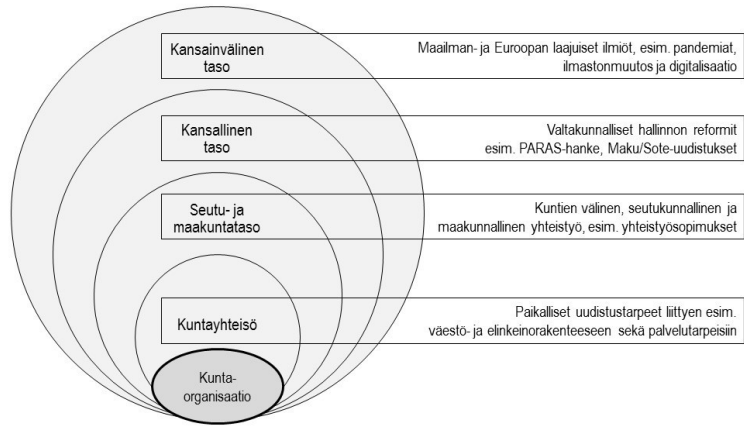 Kansainvälinen
taso
Maailman- ja Euroopan laajuiset ilmiöt, esim. pandemiat,
ilmastonmuutos ja digitalisaatio
Kansallinen
taso
Valtakunnalliset hallinnon reformit
esim. PARAS-hanke, Maku/Sote-uudistukset
Seutu- ja
maakuntataso
Kuntien välinen, seutukunnallinen ja
maakunnallinen yhteistyö, esim. yhteistyösopimukset
Kuntayhteisö
Paikalliset uudistustarpeet liittyen esim.
väestö- ja elinkeinorakenteeseen sekä palvelutarpeisiin
Kunta-
organisaatio